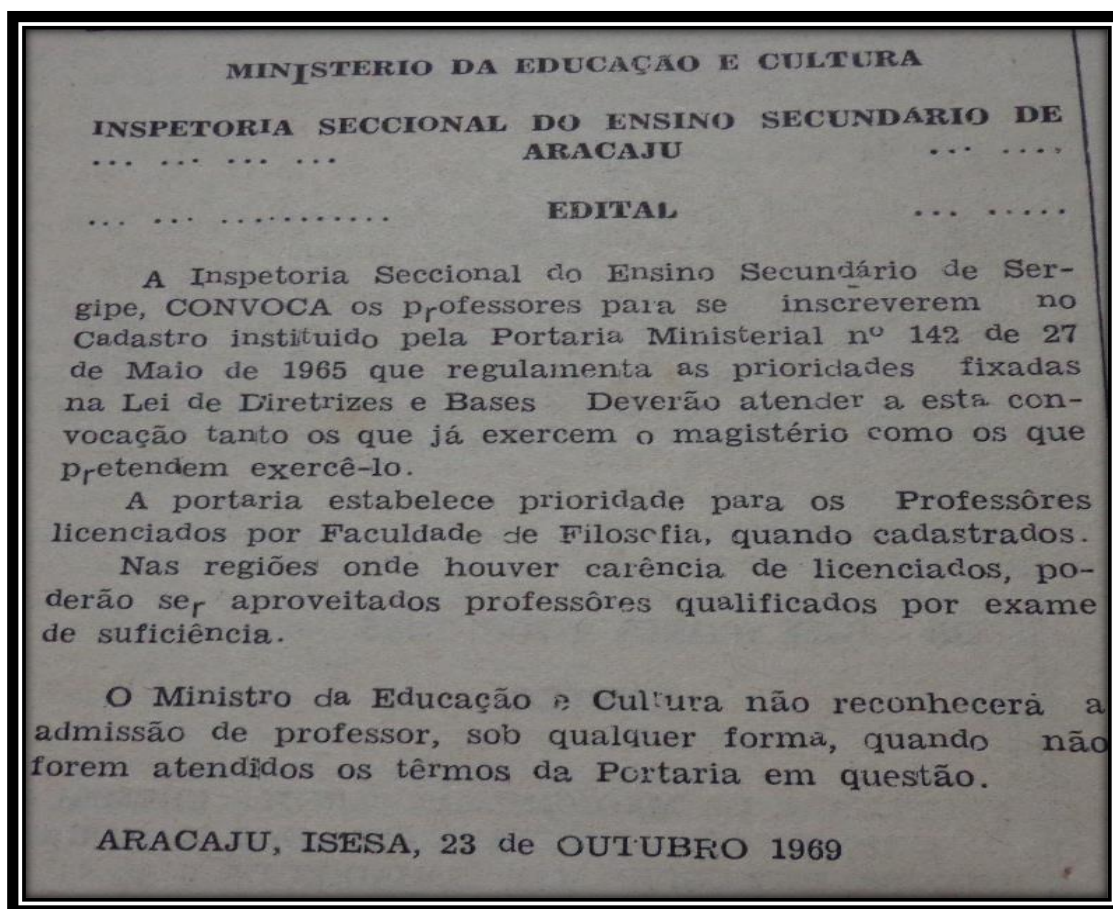 MINISTERIO DA EDUCAÇÃO E CULTURA
INSPETORIA SECCIONAL DO ENSINO SECUNDÁRIO DE
... ... ... ... ARACAJU ... ....
... ... ........... EDITAL ... .....
A Inspetoria Seccional do Ensino Secundário de Ser-
gipe, CONVOCA os professores para se inscreverem no
Cadastro instituido pela Portaria Ministerial nº 142 de 27
de Maio de 1965 que regulamenta as prioridades fixadas
na Lei de Diretrizes e Bases Deverão atender a esta con-
vocação tanto os que já exercem o magistério como os que
pretendem exercê-lo.
A portaria estabelece prioridade para os Professôres
licenciados por Faculdade de Filosofia, quando cadastrados.
Nas regiões onde houver carência de licenciados, po-
derão ser aproveitados professôres qualificados por exame
de suficiência.
O Ministro da Educação e Cultura não reconhecerá a
admissão de professor, sob qualquer forma, quando não
forem atendidos os têrmos da Portaria em questão.
ARACAJU, ISESA, 23 de OUTUBRO 1969